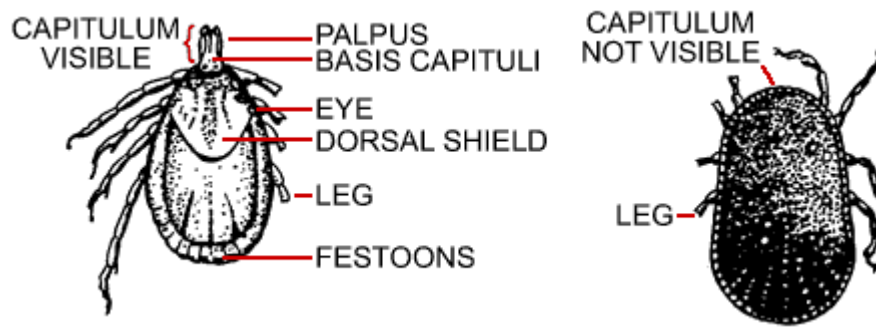 CAPITULUM
VISIBLE
PALPUS
BASIS CAPITULI
EYE
DORSAL SHIELD
LEG
FESTOONS
CAPITULUM
NOT VISIBLE
LEG